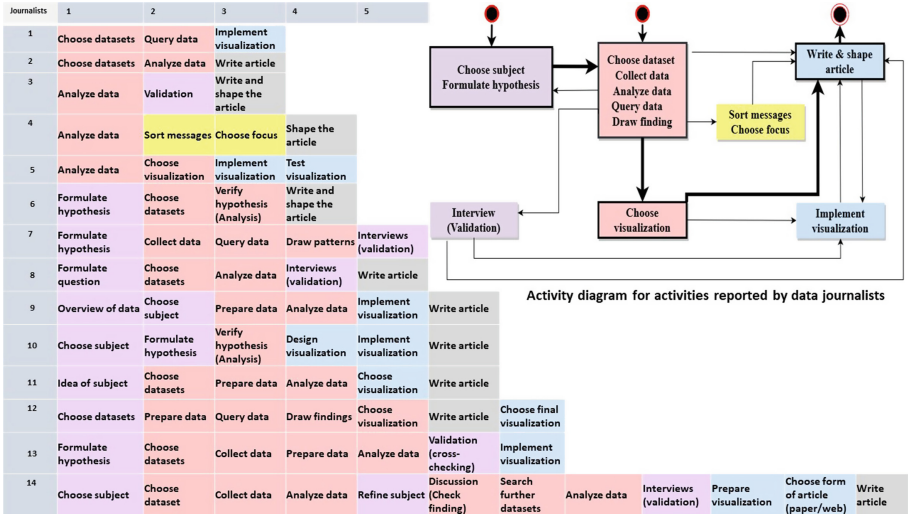 Journalists 1 2 3 4 5
1 Choose datasets Query data Implement visualization
2 Choose datasets Analyze data Write article
3 Analyze data Validation Write and shape the article
4 Analyze data Sort messages Choose focus Shape the article
5 Analyze data Choose visualization Implement visualization Test visualization
6 Formulate hypothesis Choose datasets Verify hypothesis (Analysis) Write and shape the article
7 Formulate hypothesis Collect data Query data Draw patterns Interviews (validation)
8 Formulate question Choose datasets Analyze data Interviews (validation) Write article
9 Overview of data Choose subject Prepare data Analyze data Implement visualization Write article
10 Choose subject Formulate hypothesis Verify hypothesis (Analysis) Design visualization Implement visualization Write article
11 Idea of subject Choose datasets Prepare data Analyze data Choose visualization Write article
12 Choose datasets Prepare data Query data Draw findings Choose visualization Write article Choose final visualization
13 Formulate hypothesis Choose datasets Collect data Prepare data Analyze data Validation (cross-checking) Implement visualization
14 Choose subject Choose dataset Collect data Analyze data Refine subject Discussion (Check finding) Search further datasets Analyze data Interviews (validation) Prepare visualization Choose form of article (paper/web) Write article
Choose subject
Formulate hypothesis
Choose dataset
Collect data
Analyze data
Query data
Draw finding
Write & shape
article
Sort messages
Choose focus
Interview
(Validation)
Choose
visualization
Implement
visualization
Activity diagram for activities reported by data journalists